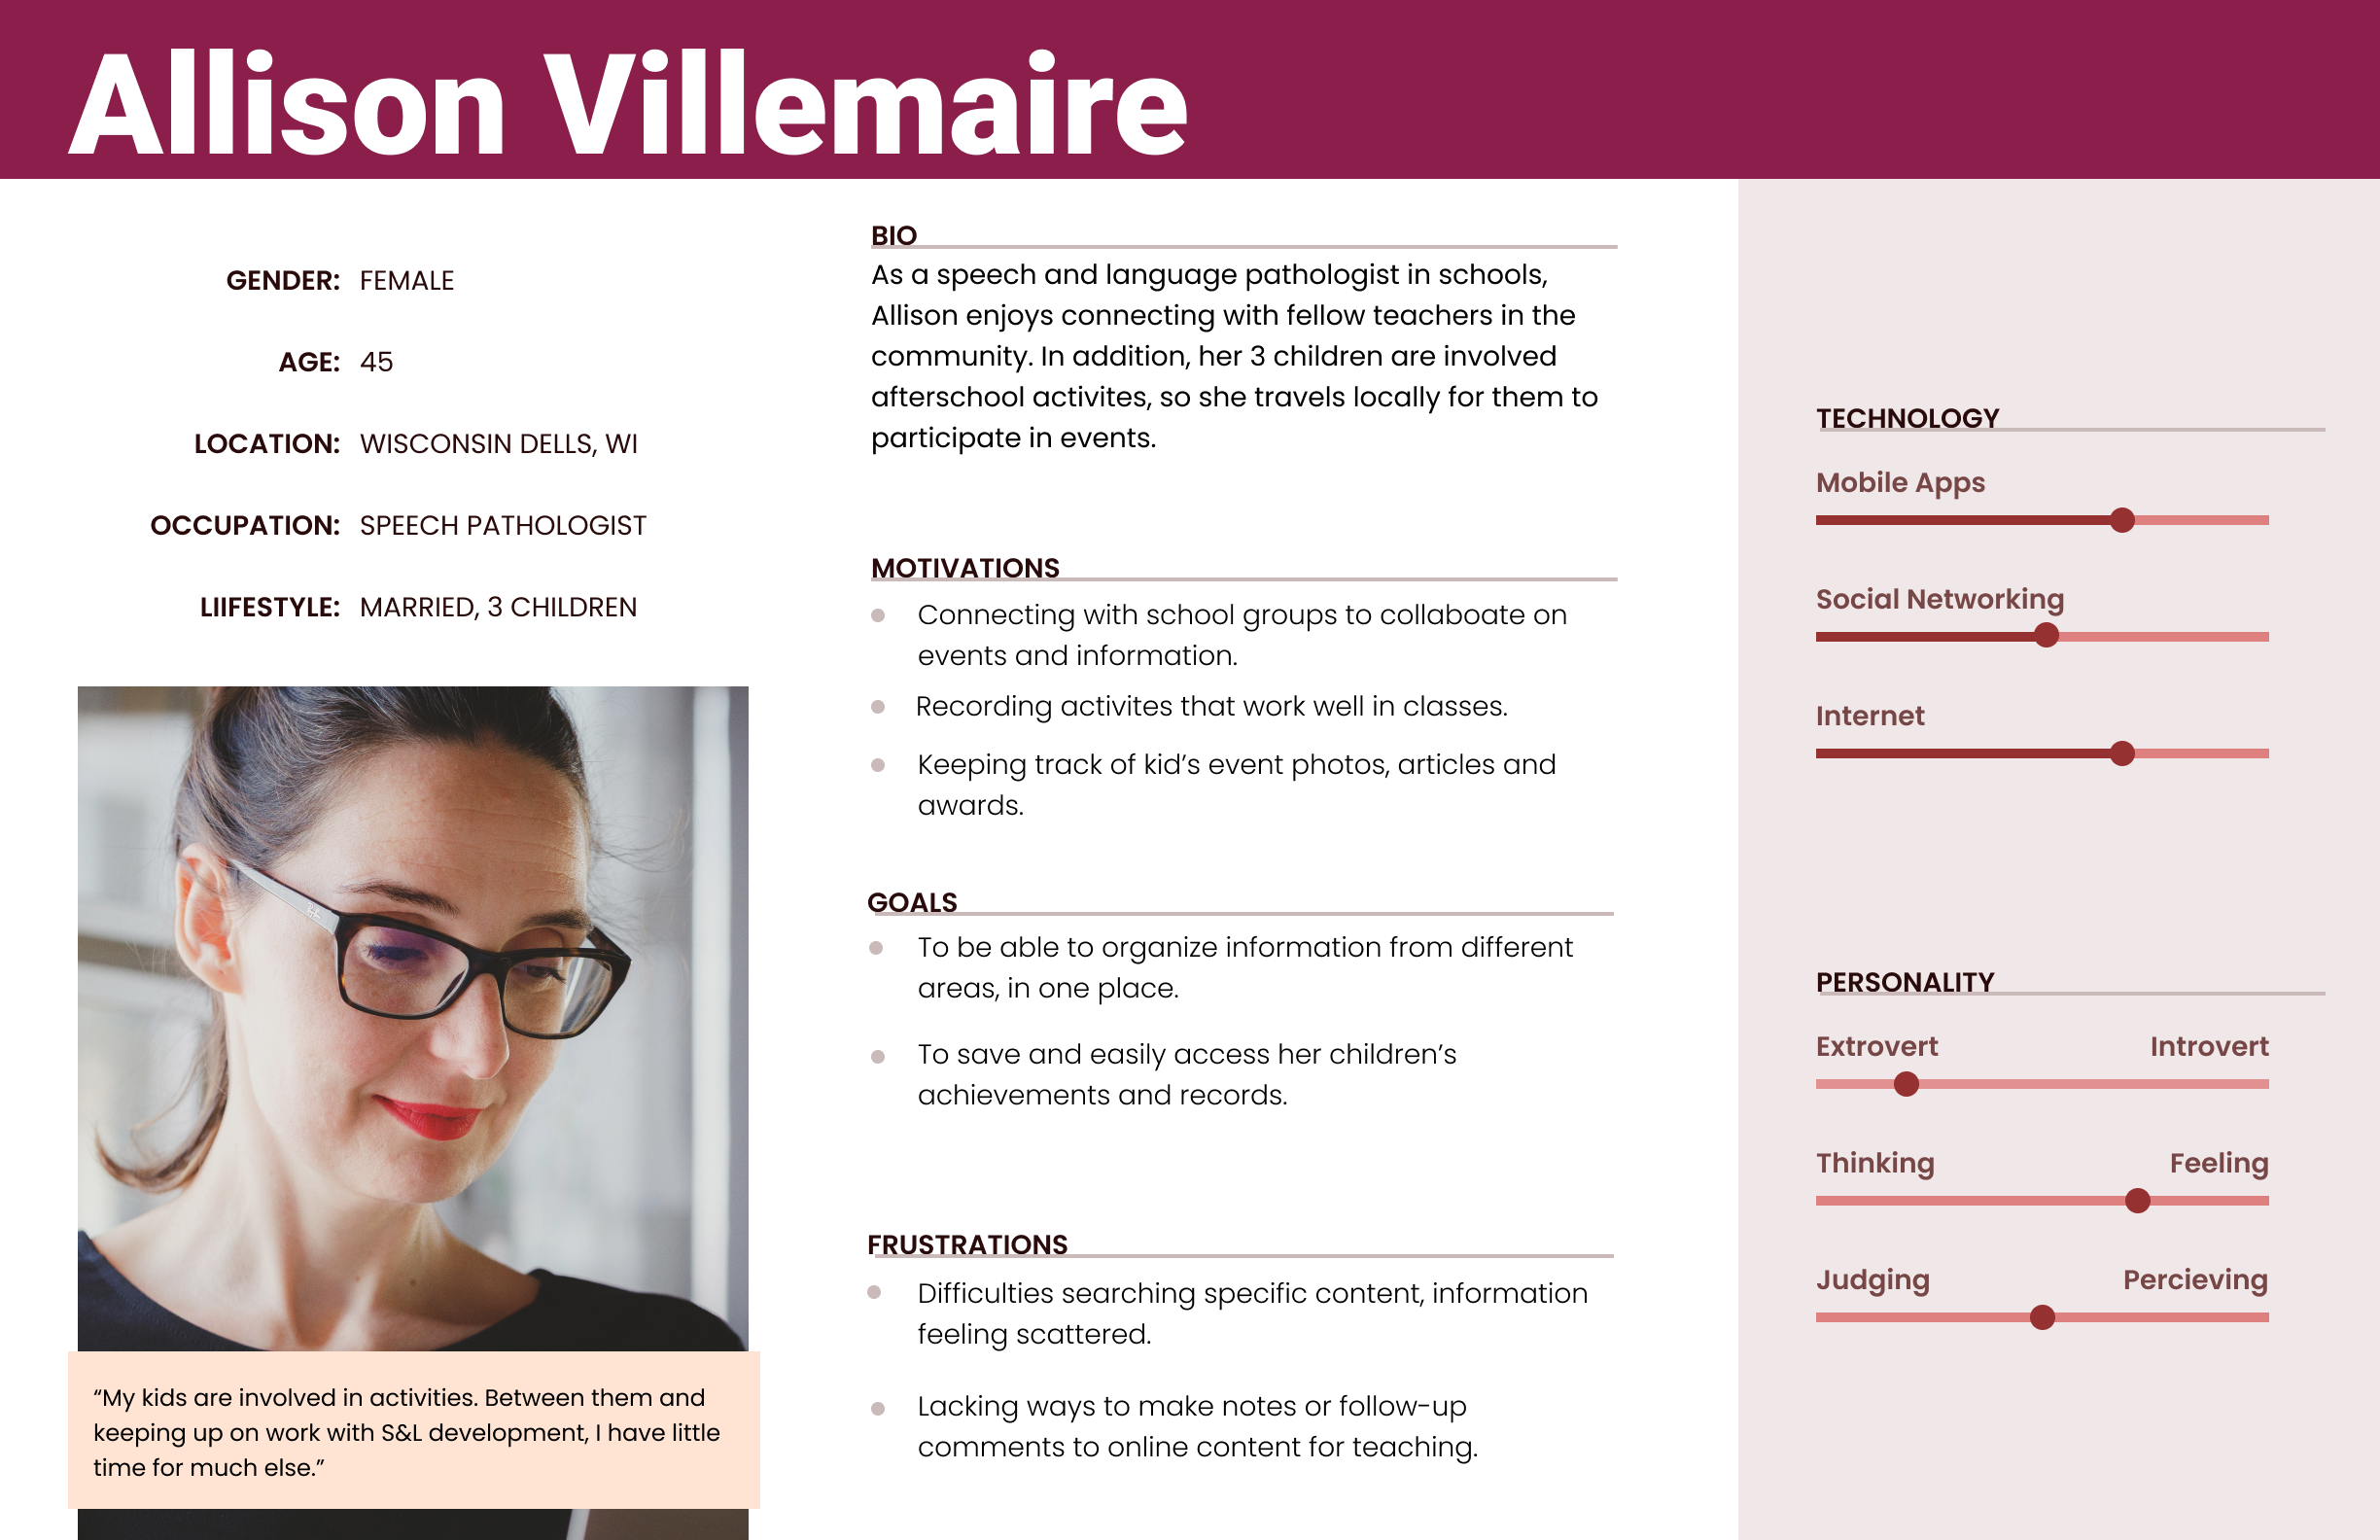 Allison Villemaire
GENDER: FEMALE
AGE: 45
LOCATION: WISCONSIN DELLS, WI
OCCUPATION: SPEECH PATHOLOGIST
LIIFESTYLE: MARRIED, 3 CHILDREN
“My kids are involved in activities. Between them and
keeping up on work with S&L development, I have little
time for much else.”
BIO
As a speech and language pathologist in schools,
Allison enjoys connecting with fellow teachers in the
community. In addition, her 3 children are involved
afterschool activites, so she travels locally for them to
participate in events.
MOTIVATIONS
Connecting with school groups to collaboate on
events and information.
Recording activites that work well in classes.
Keeping track of kid’s event photos, articles and
awards.
GOALS
To be able to organize information from different
areas, in one place.
To save and easily access her children’s
achievements and records.
FRUSTRATIONS
Difficulties searching specific content, information
feeling scattered.
Lacking ways to make notes or follow-up
comments to online content for teaching.
TECHNOLOGY
Mobile Apps
Social Networking
Internet
PERSONALITY
Extrovert Introvert
Thinking Feeling
Judging Percieving